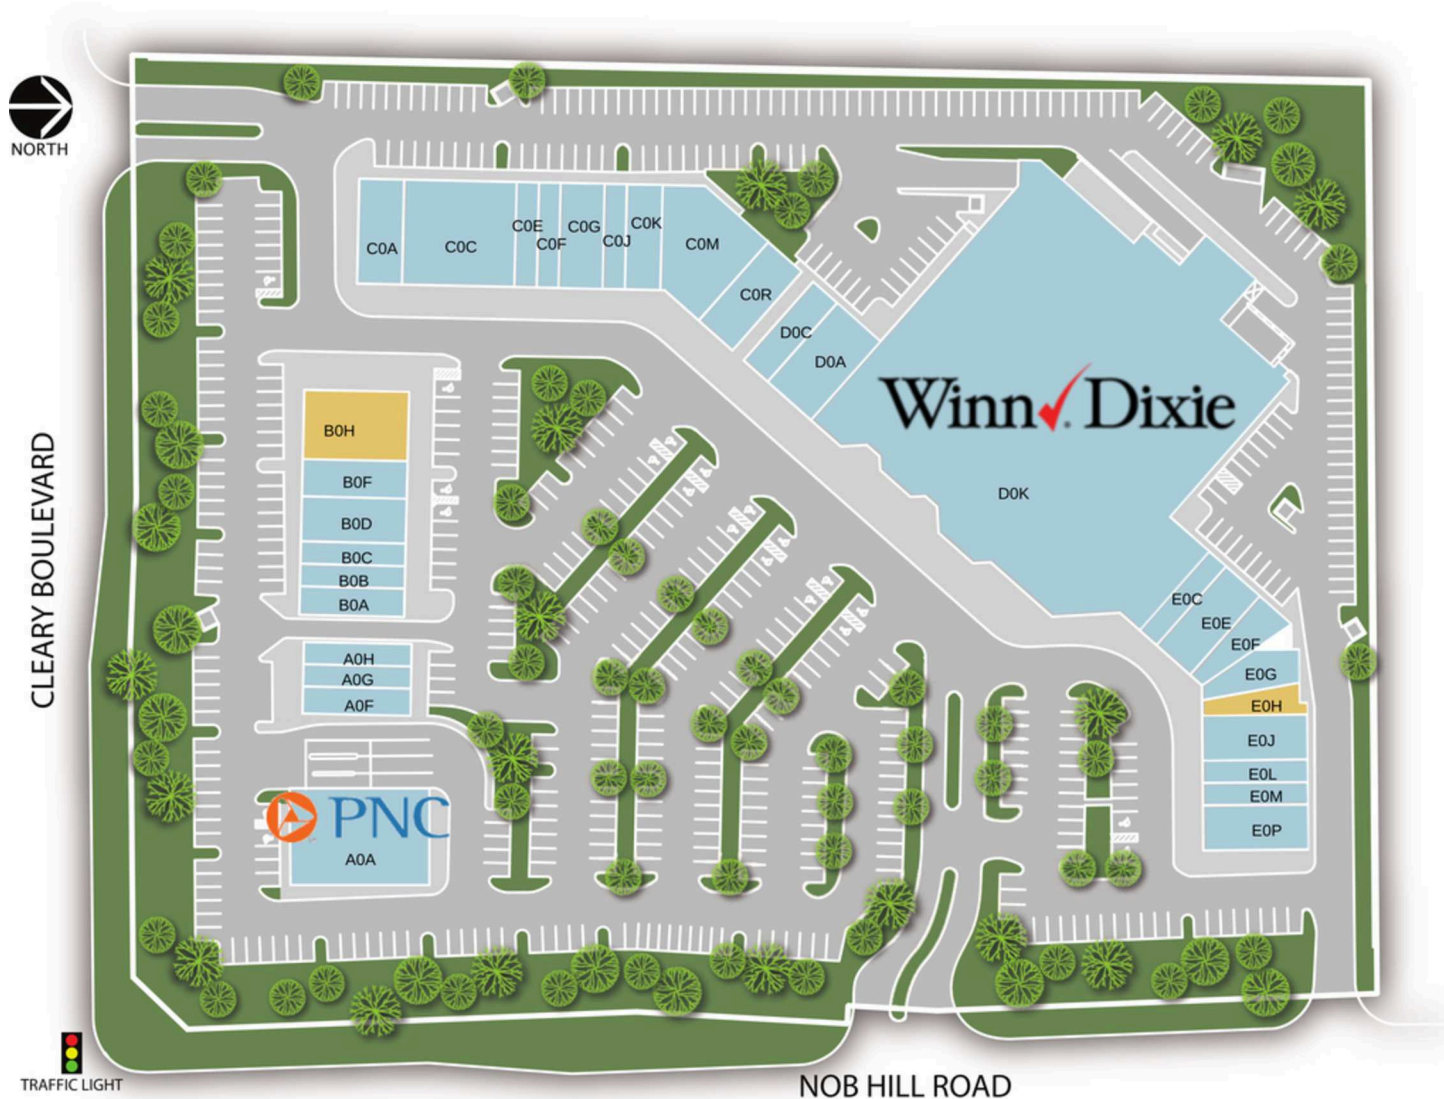 NORTH
C0A
C0C
C0E
C0F
C0G
C0J
C0K
C0M
C0R
D0C
D0A
Winn Dixie
D0K
B0H
B0F
B0D
B0C
B0B
B0A
A0H
A0G
A0F
PNC
A0A
E0C
E0E
E0F
E0G
E0H
E0J
E0L
E0M
E0P
CLEARY BOULEVARD
TRAFFIC LIGHT
NOB HILL ROAD